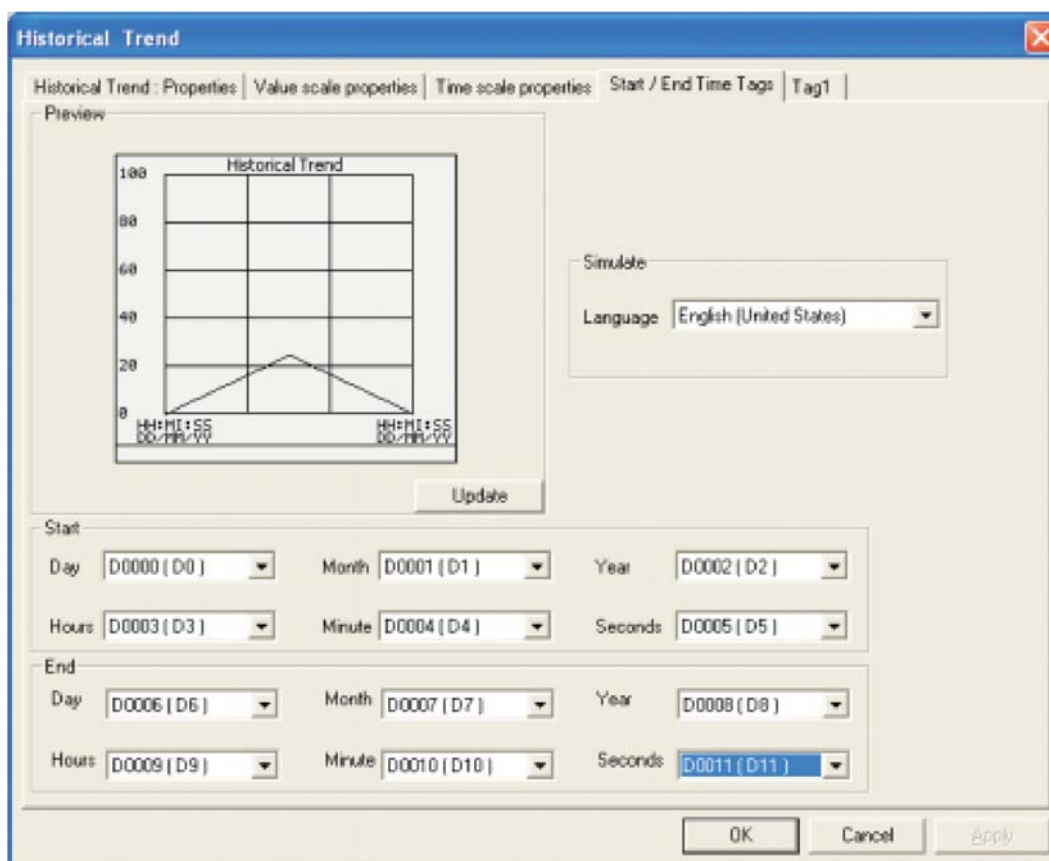 Historical Trend
Historical Trend : Properties Value scale properties Time scale properties Start / End Time Tags Tag1
Preview
Historical Trend
100
80
60
40
20
0
HH:MI:SS HH:MI:SS
DD/MM/YY DD/MM/YY
Update
Simulate
Language English (United States)
Start
Day D0000 ( D0 ) Month D0001 ( D1 ) Year D0002 ( D2 )
Hours D0003 ( D3 ) Minute D0004 ( D4 ) Seconds D0005 ( D5 )
End
Day D0006 ( D6 ) Month D0007 ( D7 ) Year D0008 ( D8 )
Hours D0009 ( D9 ) Minute D0010 ( D10 ) Seconds D0011 ( D11 )
OK Cancel Apply